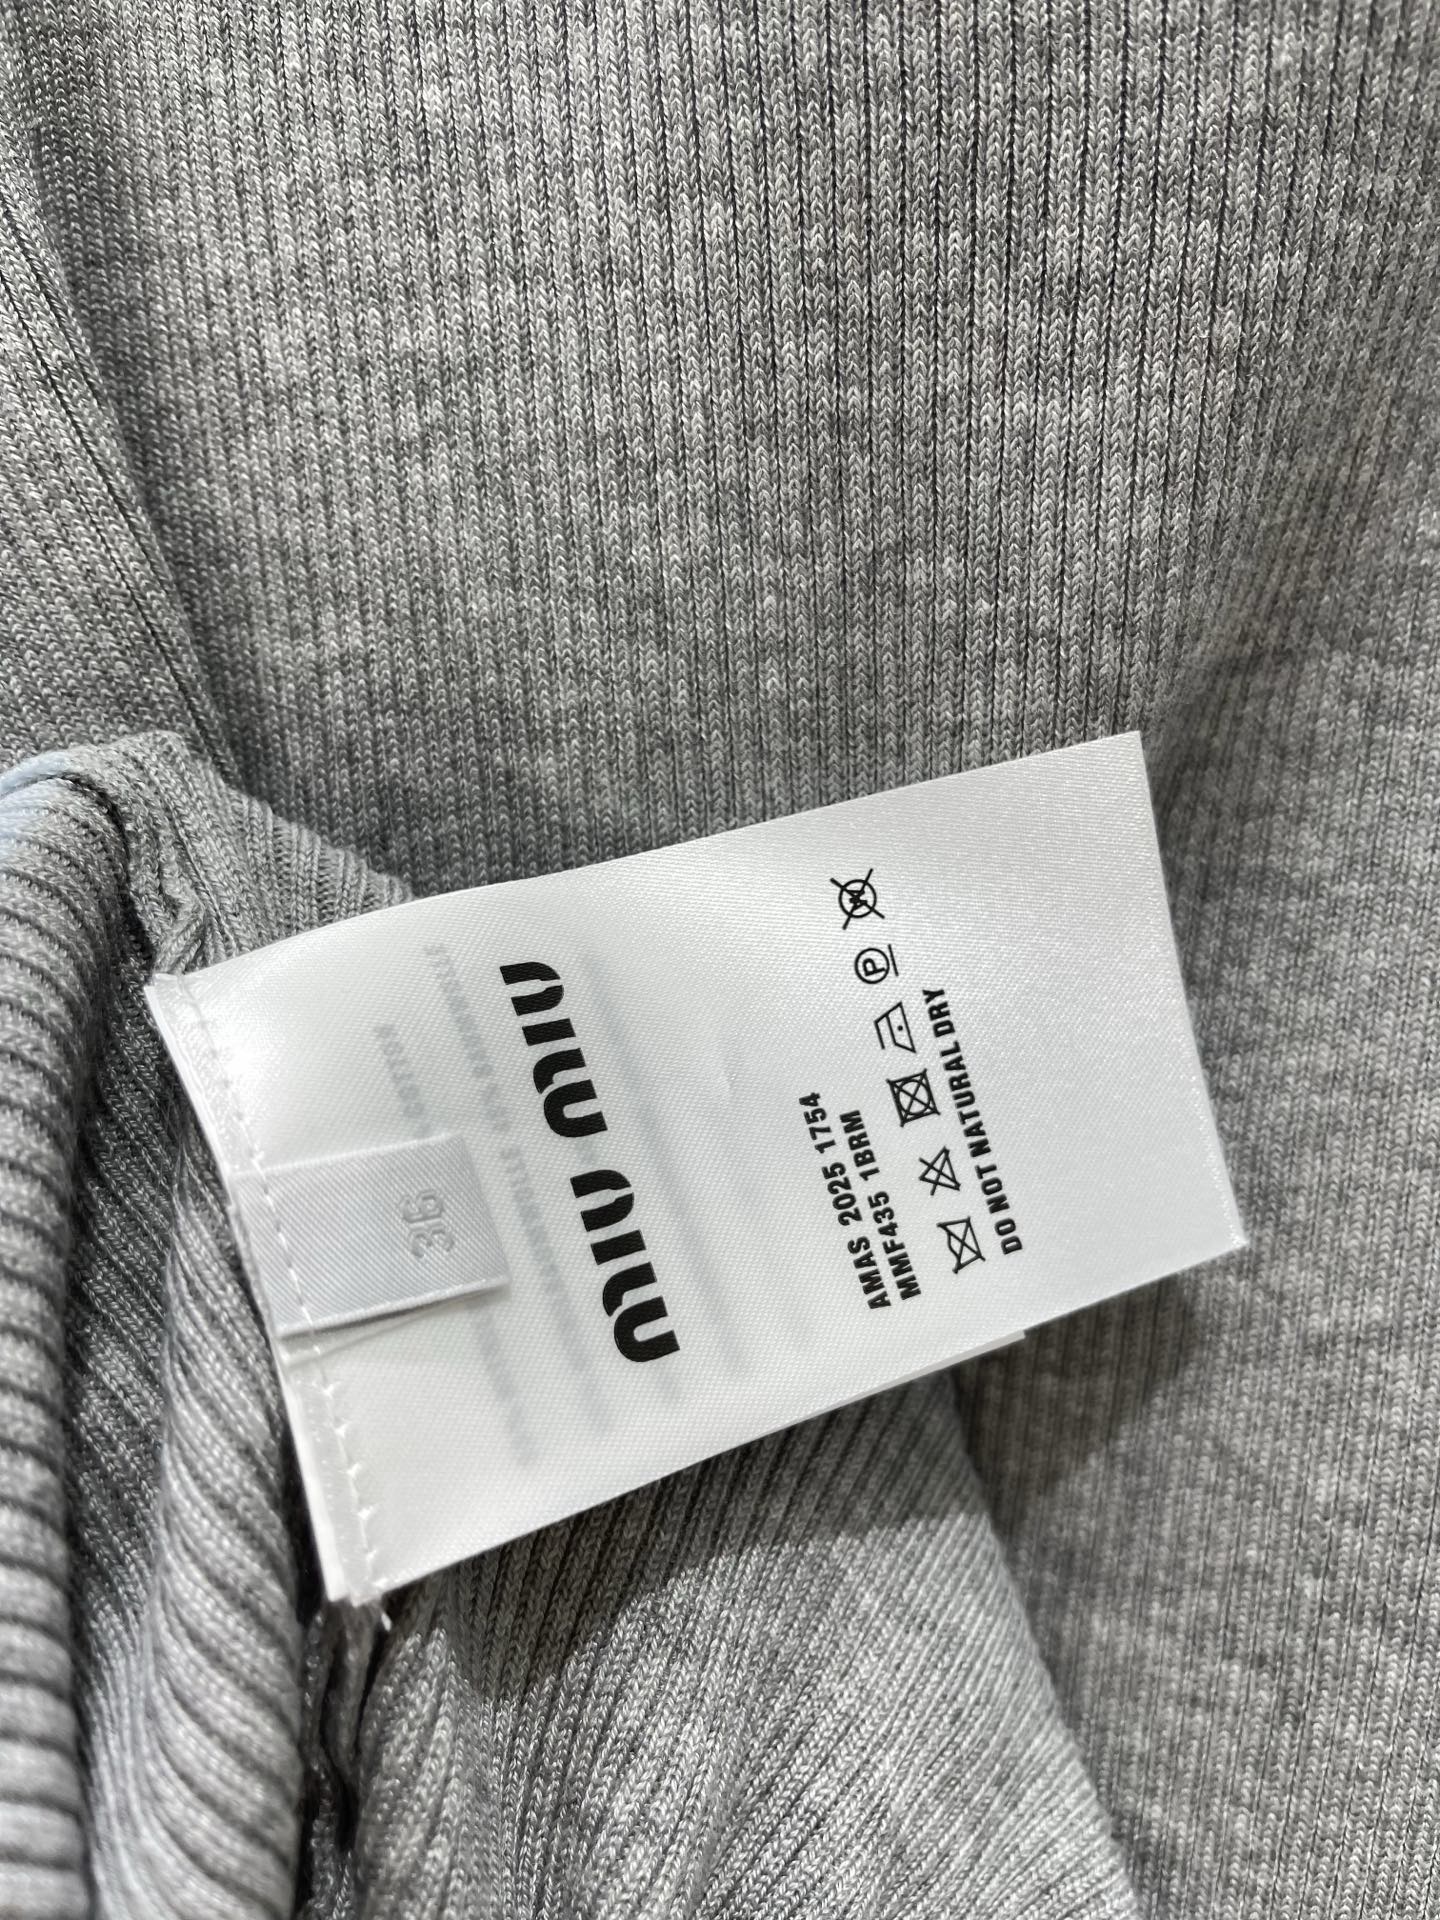 36
MIU MIU
AMAS 2025 1754
MMF435 1BRM
DO NOT NATURAL DRY